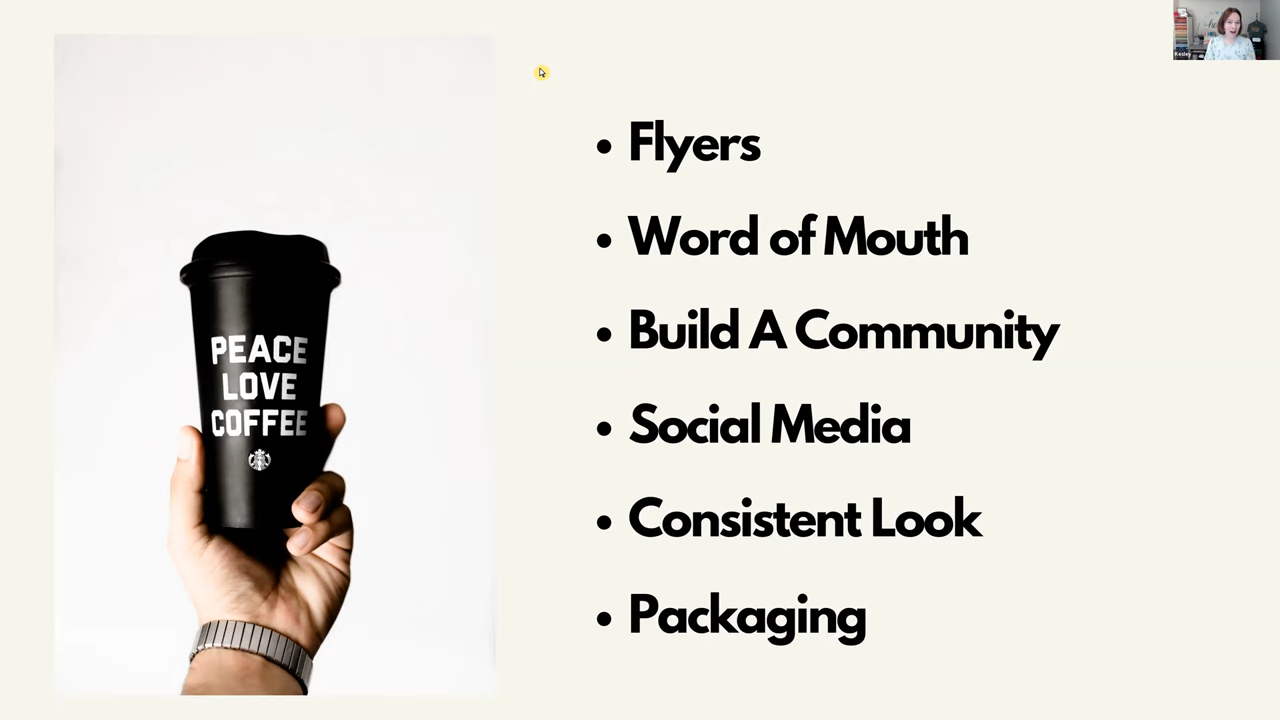 PEACE
LOVE
COFFEE
• Flyers
• Word of Mouth
• Build A Community
• Social Media
• Consistent Look
• Packaging